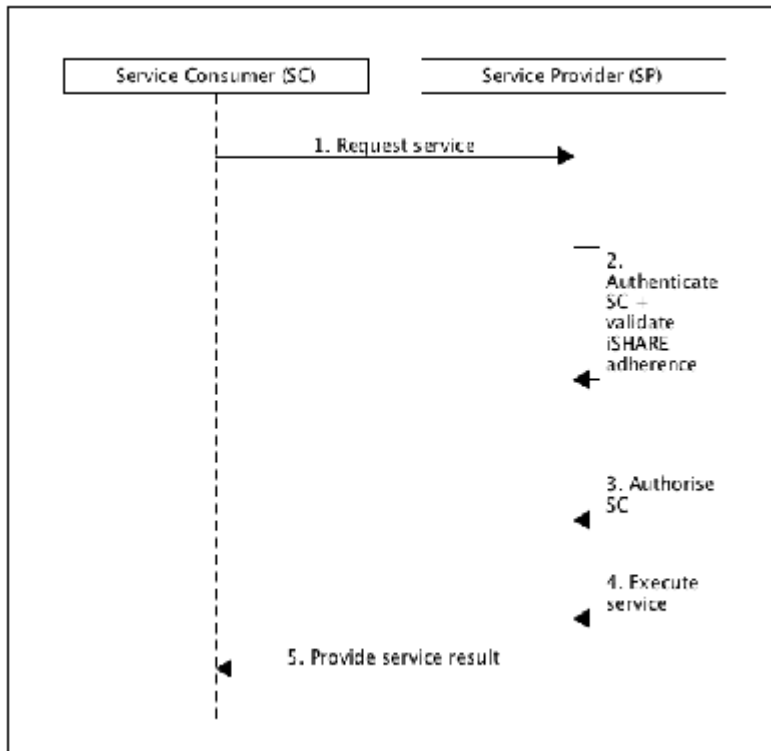 Service Consumer (SC)
Service Provider (SP)
1. Request service
2.
Authenticate
SC +
validate
iSHARE
adherence
3. Authorise
SC
4. Execute
service
5. Provide service result